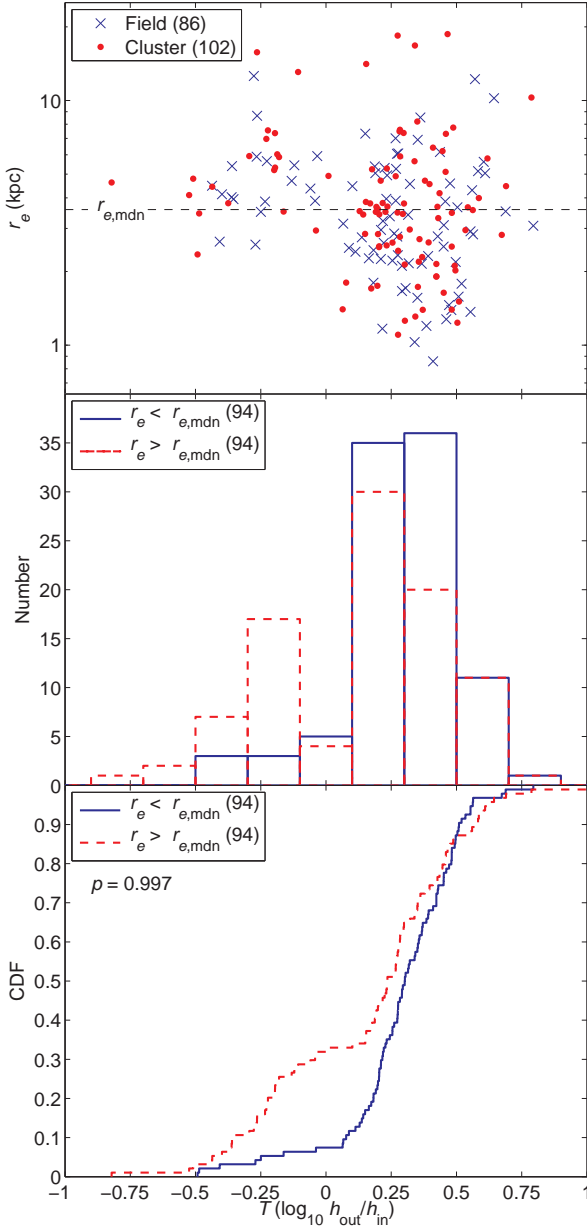 Field (86)
Cluster (102)
10
r_e,mdn
1
r_e (kpc)
r_e < r_e,mdn (94)
r_e > r_e,mdn (94)
35
30
25
20
15
10
5
0
Number
r_e < r_e,mdn (94)
r_e > r_e,mdn (94)
p = 0.997
0.9
0.8
0.7
0.6
0.5
0.4
0.3
0.2
0.1
0
CDF
−1 −0.75 −0.5 −0.25 0 0.25 0.5 0.75 1
T (log_10 h_out/h_in)